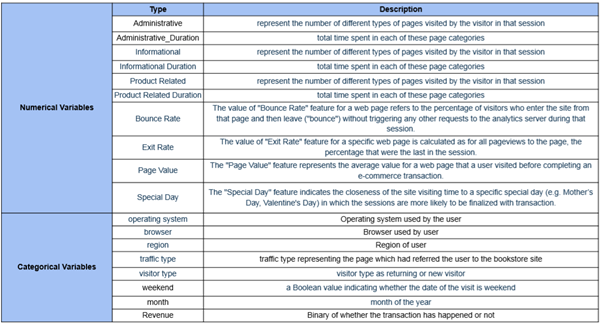 Type Description
Numerical Variables
Administrative represent the number of different types of pages visited by the visitor in that session
Administrative_Duration total time spent in each of these page categories
Informational represent the number of different types of pages visited by the visitor in that session
Informational Duration total time spent in each of these page categories
Product Related represent the number of different types of pages visited by the visitor in that session
Product Related Duration total time spent in each of these page categories
Bounce Rate The value of "Bounce Rate" feature for a web page refers to the percentage of visitors who enter the site from
that page and then leave ("bounce") without triggering any other requests to the analytics server during that
session.
Exit Rate The value of "Exit Rate" feature for a specific web page is calculated as for all pageviews to the page, the
percentage that were the last in the session.
Page Value The "Page Value" feature represents the average value for a web page that a user visited before completing an
e-commerce transaction.
Special Day The "Special Day" feature indicates the closeness of the site visiting time to a specific special day (e.g. Mother's
Day, Valentine's Day) in which the sessions are more likely to be finalized with transaction.
Categorical Variables
operating system Operating system used by the user
browser Browser used by user
region Region of user
traffic type traffic type representing the page which had referred the user to the bookstore site
visitor type visitor type as returning or new visitor
weekend a Boolean value indicating whether the date of the visit is weekend
month month of the year
Revenue Binary of whether the transaction has happened or not